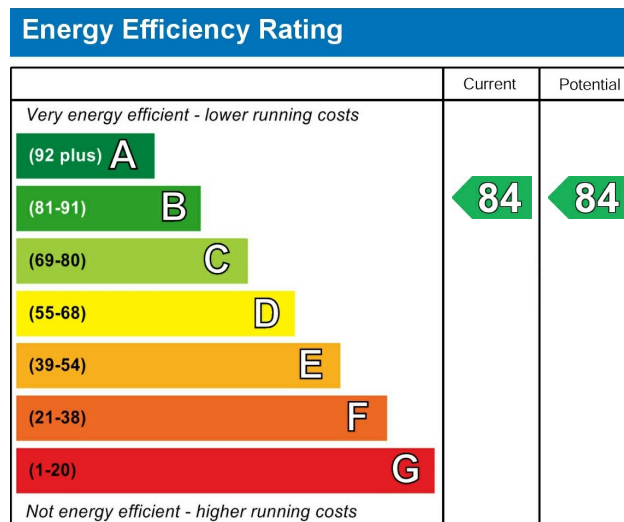 Energy Efficiency Rating
Current Potential
Very energy efficient - lower running costs
(92 plus) A
(81-91) B 84 84
(69-80) C
(55-68) D
(39-54) E
(21-38) F
(1-20) G
Not energy efficient - higher running costs